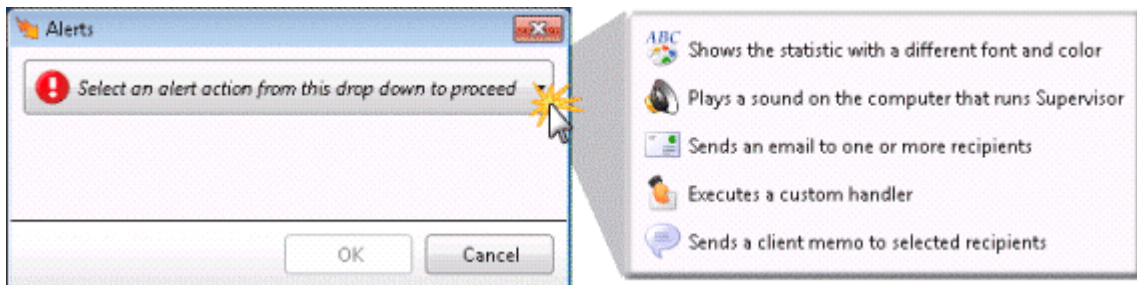 Alerts
Select an alert action from this drop down to proceed
OK
Cancel
ABC
Shows the statistic with a different font and color
Plays a sound on the computer that runs Supervisor
Sends an email to one or more recipients
Executes a custom handler
Sends a client memo to selected recipients